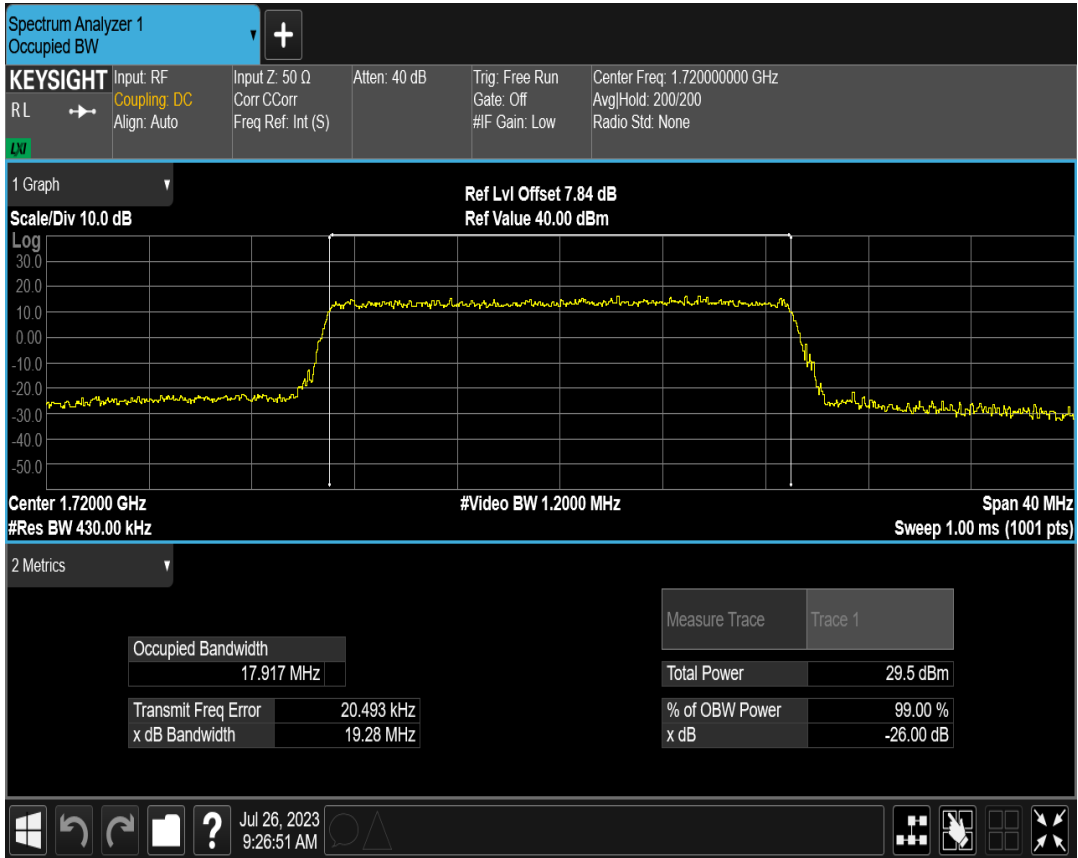 Spectrum Analyzer 1
Occupied BW
KEYSIGHT
R L
LXI
Input: RF
Coupling: DC
Align: Auto
Input Z: 50 Ω
Corr CCorr
Freq Ref: Int (S)
Atten: 40 dB
Trig: Free Run
Gate: Off
#IF Gain: Low
Center Freq: 1.720000000 GHz
Avg|Hold: 200/200
Radio Std: None
1 Graph
Scale/Div 10.0 dB
Ref Lvl Offset 7.84 dB
Ref Value 40.00 dBm
Log
30.0
20.0
10.0
0.00
-10.0
-20.0
-30.0
-40.0
-50.0
Center 1.72000 GHz
#Video BW 1.2000 MHz
Span 40 MHz
#Res BW 430.00 kHz
Sweep 1.00 ms (1001 pts)
2 Metrics
Measure Trace Trace 1
Occupied Bandwidth
17.917 MHz
Total Power 29.5 dBm
Transmit Freq Error 20.493 kHz
% of OBW Power 99.00 %
x dB Bandwidth 19.28 MHz
x dB -26.00 dB
?
Jul 26, 2023
9:26:51 AM